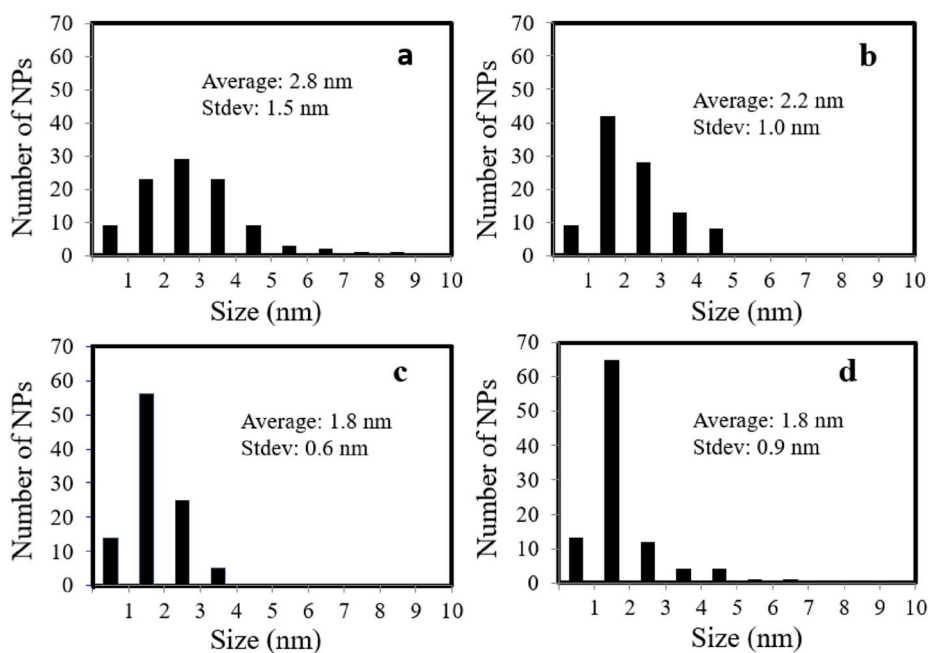 a
Average: 2.8 nm
Stdev: 1.5 nm
Number of NPs
70
60
50
40
30
20
10
0
1 2 3 4 5 6 7 8 9 10
Size (nm)
b
Average: 2.2 nm
Stdev: 1.0 nm
Number of NPs
70
60
50
40
30
20
10
0
1 2 3 4 5 6 7 8 9 10
Size (nm)
c
Average: 1.8 nm
Stdev: 0.6 nm
Number of NPs
70
60
50
40
30
20
10
0
1 2 3 4 5 6 7 8 9 10
Size (nm)
d
Average: 1.8 nm
Stdev: 0.9 nm
Number of NPs
70
60
50
40
30
20
10
0
1 2 3 4 5 6 7 8 9 10
Size (nm)